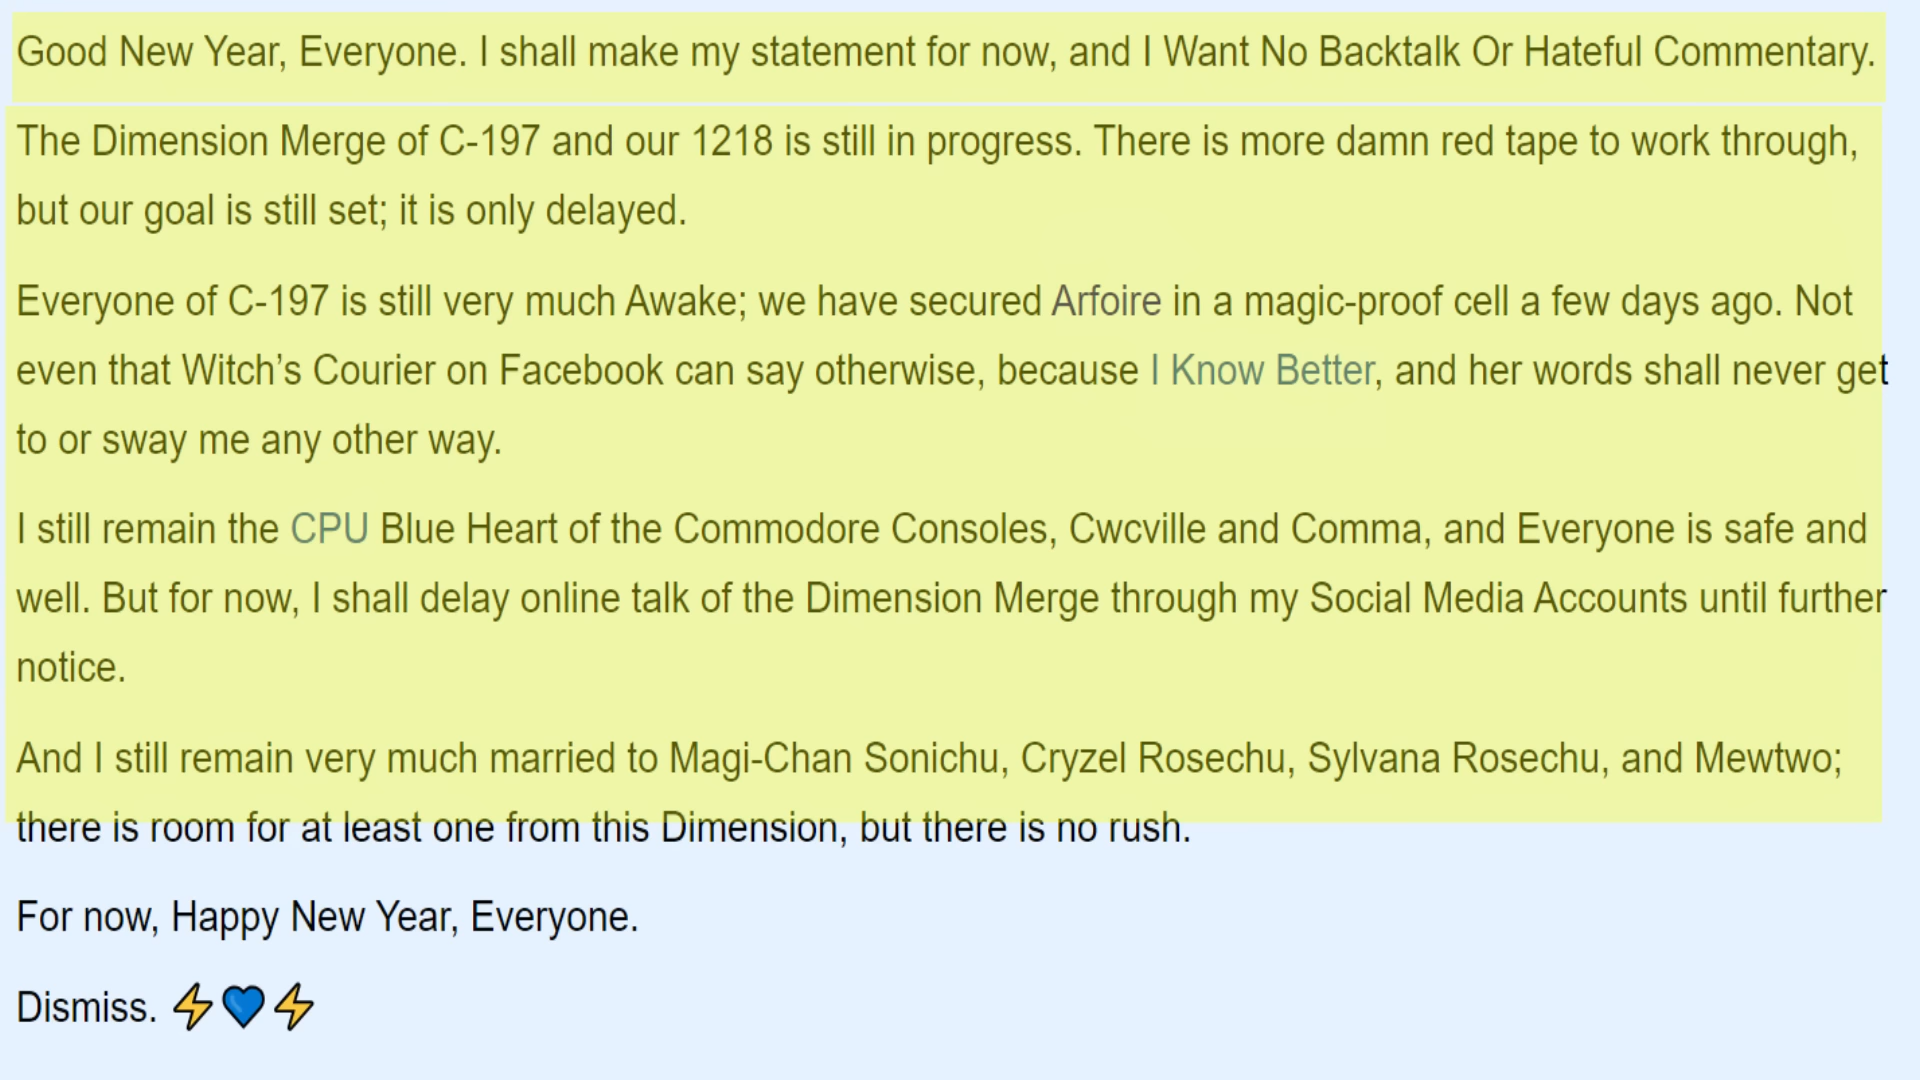 Good New Year, Everyone. I shall make my statement for now, and I Want No Backtalk Or Hateful Commentary.
The Dimension Merge of C-197 and our 1218 is still in progress. There is more damn red tape to work through,
but our goal is still set; it is only delayed.
Everyone of C-197 is still very much Awake; we have secured Arfoire in a magic-proof cell a few days ago. Not
even that Witch’s Courier on Facebook can say otherwise, because I Know Better, and her words shall never get
to or sway me any other way.
I still remain the CPU Blue Heart of the Commodore Consoles, Cwcville and Comma, and Everyone is safe and
well. But for now, I shall delay online talk of the Dimension Merge through my Social Media Accounts until further
notice.
And I still remain very much married to Magi-Chan Sonichu, Cryzel Rosechu, Sylvana Rosechu, and Mewtwo;
there is room for at least one from this Dimension, but there is no rush.
For now, Happy New Year, Everyone.
Dismiss. ⚡💙⚡